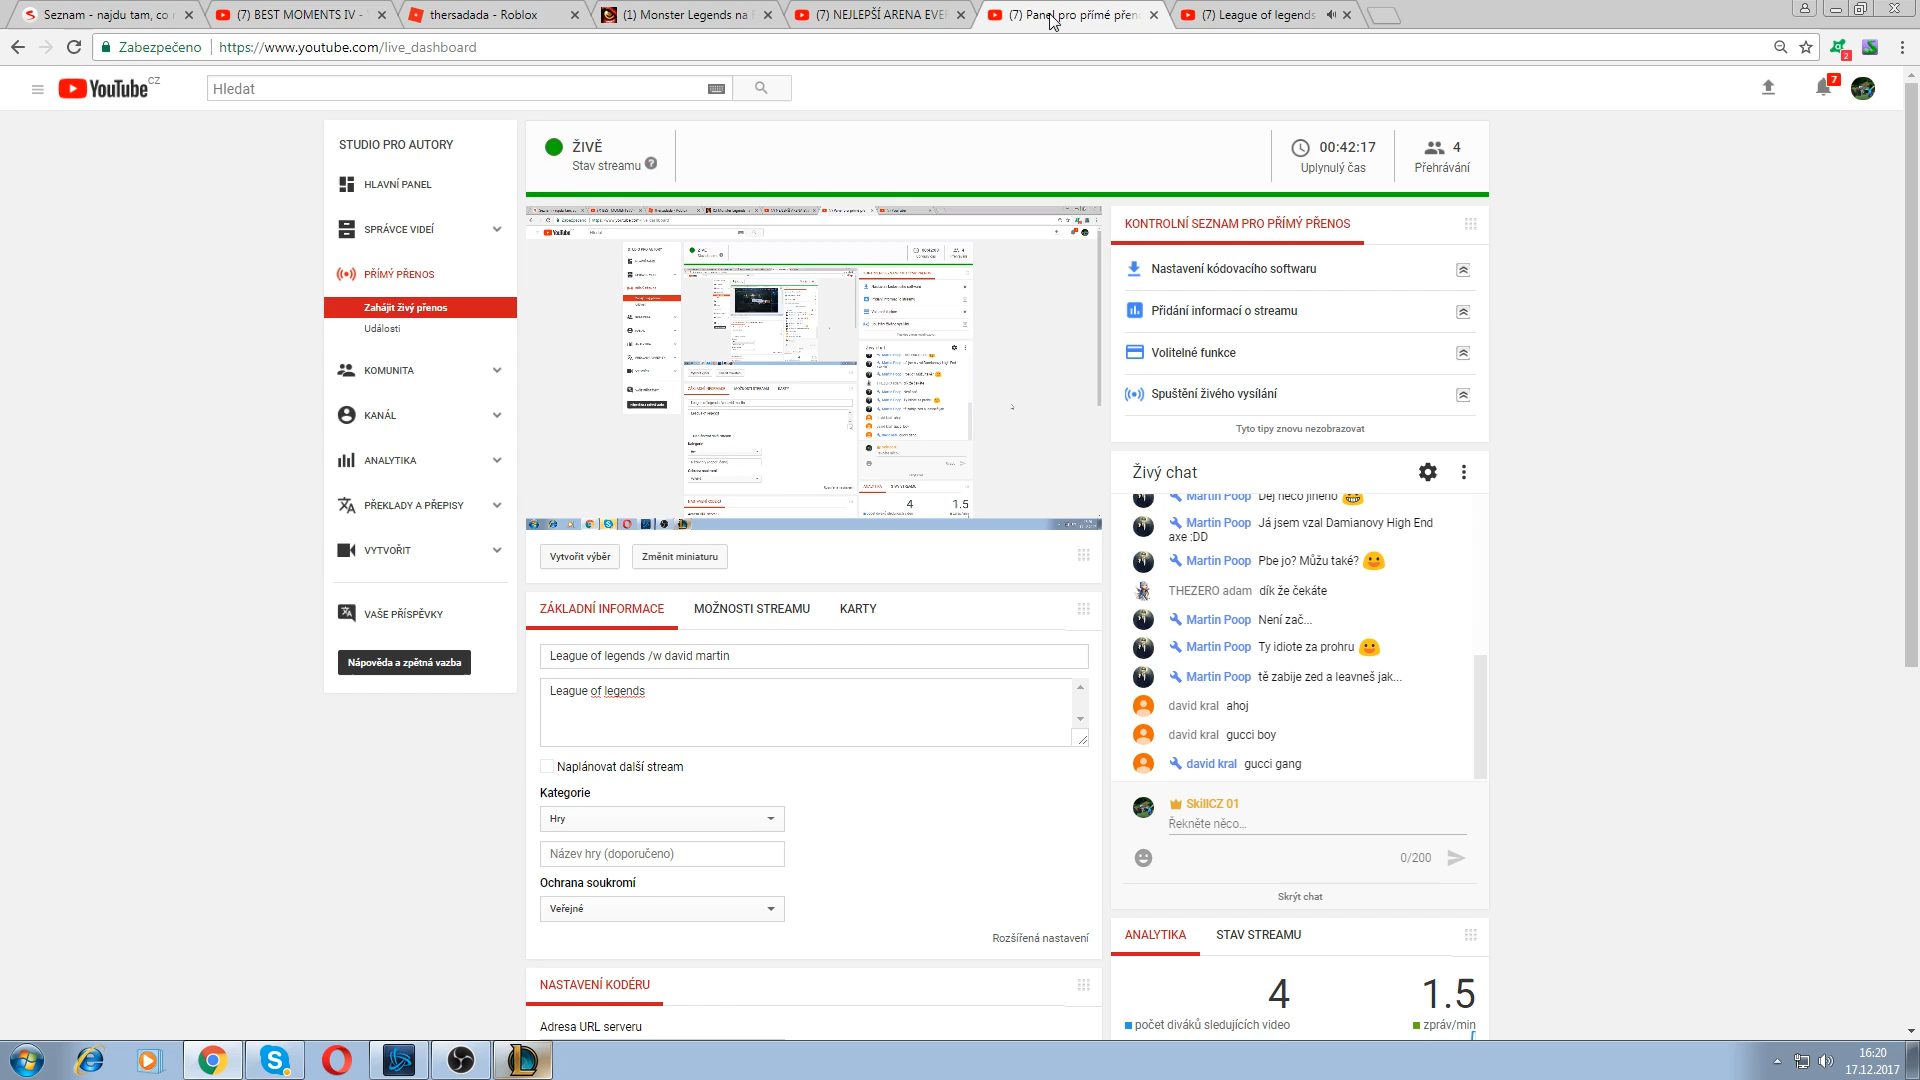 Seznam - najdu tam, co n
(7) BEST MOMENTS IV -
thersadada - Roblox
(1) Monster Legends na
(7) NEJLEPŠÍ ARENA EVE
(7) Panel pro přímé přen
(7) League of legends
Zabezpečeno
https://www.youtube.com/live_dashboard
2
YouTube CZ
Hledat
7
STUDIO PRO AUTORY
HLAVNÍ PANEL
SPRÁVCE VIDEÍ
PŘÍMÝ PŘENOS
Zahájit živý přenos
Události
KOMUNITA
KANÁL
ANALYTIKA
PŘEKLADY A PŘEPISY
VYTVOŘIT
VAŠE PŘÍSPĚVKY
Nápověda a zpětná vazba
ŽIVĚ
Stav streamu
00:42:17
Uplynulý čas
4
Přehrávání
Vytvořit výběr
Změnit miniaturu
ZÁKLADNÍ INFORMACE
MOŽNOSTI STREAMU
KARTY
League of legends /w david martin
League of legends
Naplánovat další stream
Kategorie
Hry
Název hry (doporučeno)
Ochrana soukromí
Veřejné
Rozšířená nastavení
NASTAVENÍ KODÉRU
Adresa URL serveru
KONTROLNÍ SEZNAM PRO PŘÍMÝ PŘENOS
Nastavení kódovacího softwaru
Přidání informací o streamu
Volitelné funkce
Spuštění živého vysílání
Tyto tipy znovu nezobrazovat
Živý chat
Martin Poop Dej něco jiného
Martin Poop Já jsem vzal Damianovy High End
axe :DD
Martin Poop Pbe jo? Můžu také?
THEZERO adam dík že čekáte
Martin Poop Není zač...
Martin Poop Ty idiote za prohru
Martin Poop tě zabije zed a leavneš jak...
david kral ahoj
david kral gucci boy
david kral gucci gang
SkillCZ 01
Řekněte něco...
0/200
Skrýt chat
ANALYTIKA
STAV STREAMU
4
1.5
počet diváků sledujících video
zpráv/min
16:20
17.12.2017